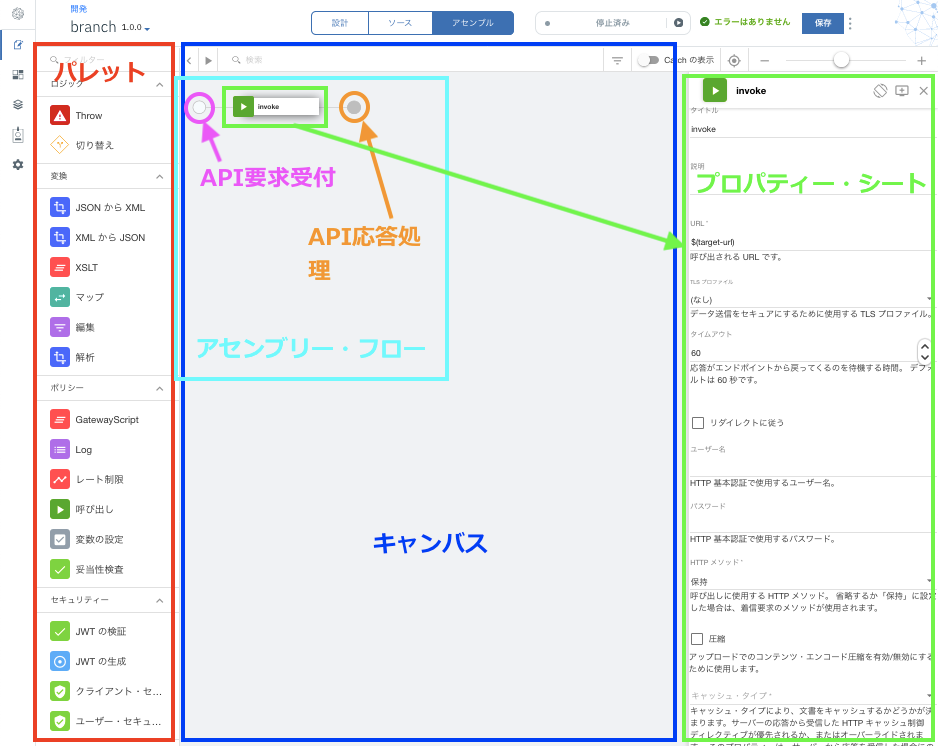 開発
branch 1.0.0
設計
ソース
アセンブル
停止済み
エラーはありません
保存
フィルター
パレット
検索
Catch の表示
ロジック
Throw
切り替え
変換
JSON から XML
XML から JSON
XSLT
マップ
編集
解析
ポリシー
GatewayScript
Log
レート制限
呼び出し
変数の設定
妥当性検査
セキュリティー
JWT の検証
JWT の生成
クライアント・セ...
ユーザー・セキュ...
invoke
API要求受付
API応答処
理
アセンブリー・フロー
キャンバス
invoke
タイトル
invoke
説明
プロパティー・シート
URL *
$(target-url)
呼び出される URL です。
TLS プロファイル
(なし)
データ送信をセキュアにするために使用する TLS プロファイル。
タイムアウト
60
応答がエンドポイントから戻ってくるのを待機する時間。 デフォ
ルトは 60 秒です。
リダイレクトに従う
ユーザー名
HTTP 基本認証で使用するユーザー名。
パスワード
HTTP 基本認証で使用するパスワード。
HTTP メソッド *
保持
呼び出しに使用する HTTP メソッド。 省略するか「保持」に設定
した場合は、着信要求のメソッドが使用されます。
圧縮
アップロードでのコンテンツ・エンコード圧縮を有効/無効にする
ために使用します。
キャッシュ・タイプ *
キャッシュ・タイプにより、文書をキャッシュするかどうかが決
まります。サーバーの応答から受信した HTTP キャッシュ制御
ディレクティブが優先されるか、またはオーバーライドされま